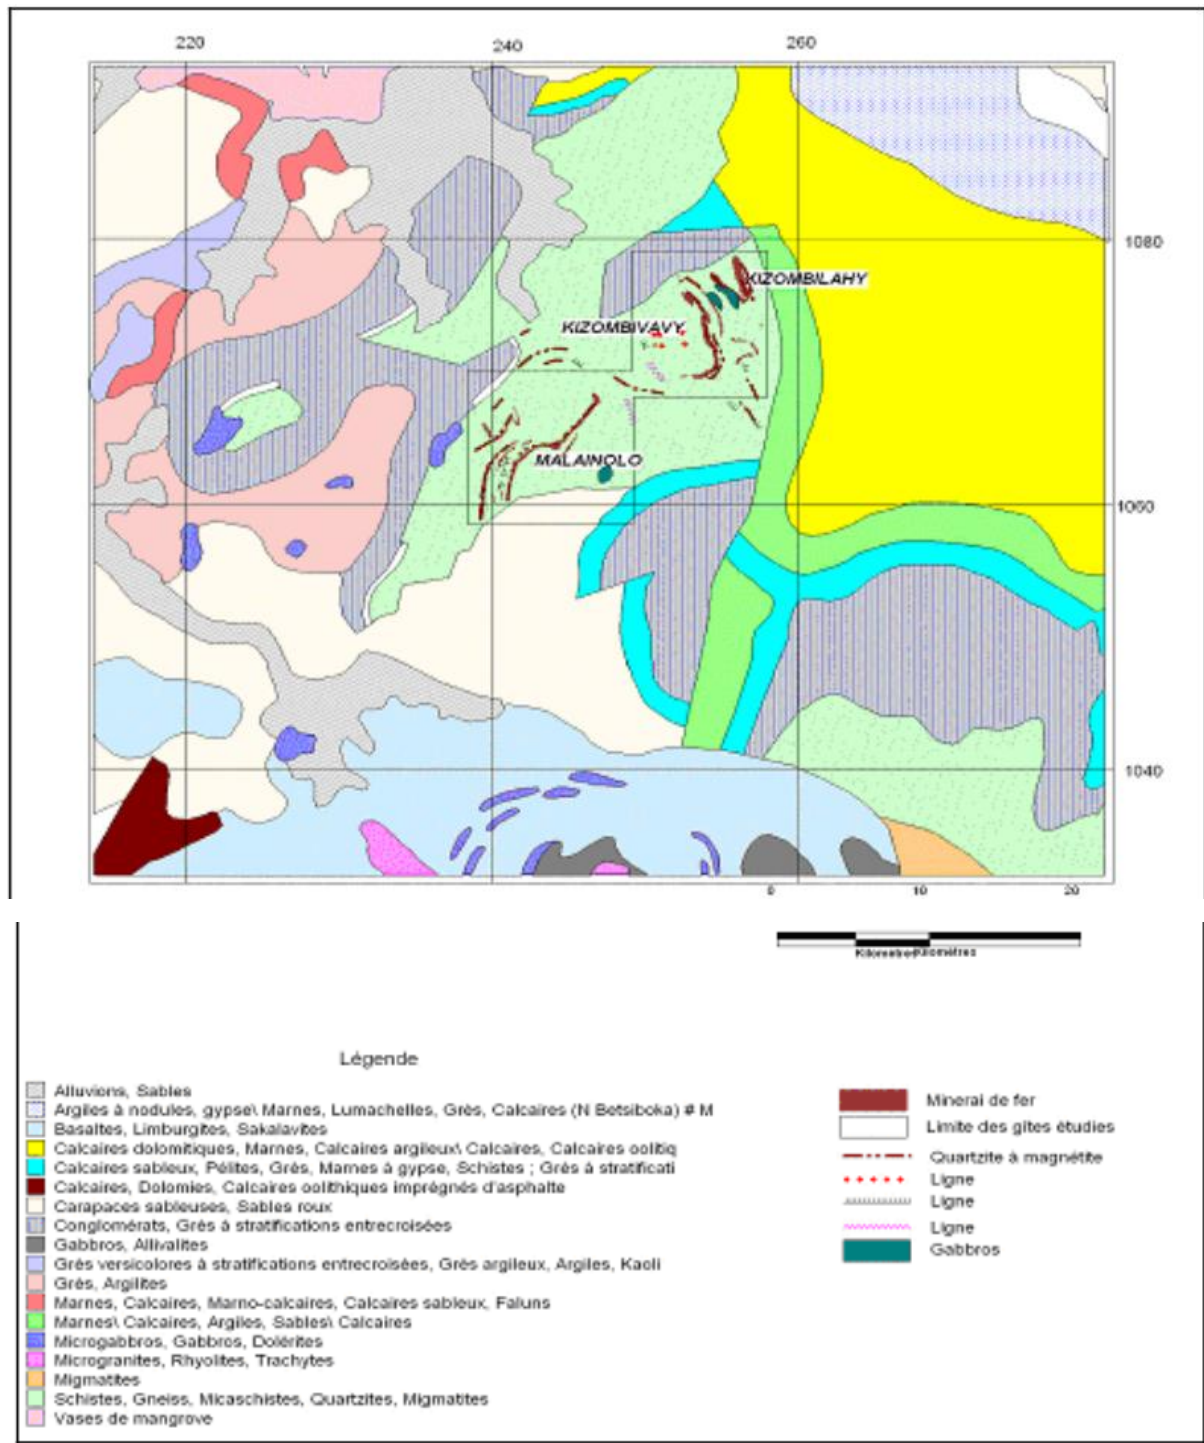 220 240 260
1080
KIZOMBILAHY
KIZOMBIVAVY
MALAINOLO
1060
1040
0 10 20
Légende
Alluvions, Sables
Argiles à nodules, gypse\ Marnes, Lumachelles, Grès, Calcaires (N Betsiboka) # M
Basaltes, Limburgites, Sakalavites
Calcaires dolomitiques, Marnes, Calcaires argileux\ Calcaires, Calcaires oolitiq
Calcaires sableux, Pélites, Grès, Marnes à gypse, Schistes ; Grès à stratificati
Calcaires, Dolomies, Calcaires oolithiques imprégnés d'asphalte
Carapaces sableuses, Sables roux
Conglomérats, Grès à stratifications entrecroisées
Gabbros, Allivalites
Grès versicolores à stratifications entrecroisées, Grès argileux, Argiles, Kaoli
Grès, Argilites
Marnes, Calcaires, Marno-calcaires, Calcaires sableux, Faluns
Marnes\ Calcaires, Argiles, Sables\ Calcaires
Microgabbros, Gabbros, Dolérites
Microgranites, Rhyolites, Trachytes
Migmatites
Schistes, Gneiss, Micaschistes, Quartzites, Migmatites
Vases de mangrove
Minerai de fer
Limite des gîtes étudies
Quartzite à magnétite
Ligne
Ligne
Ligne
Gabbros